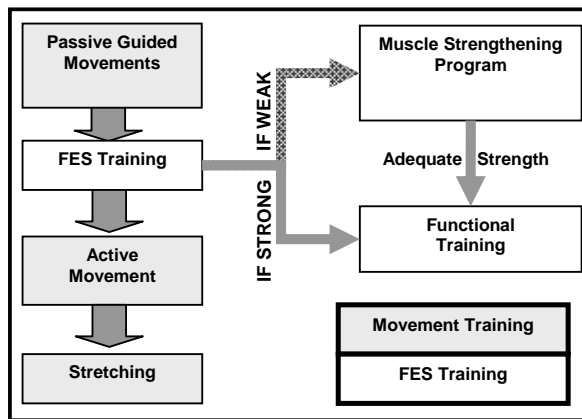 Passive Guided
Movements
FES Training
Active
Movement
Stretching
IF WEAK
IF STRONG
Muscle Strengthening
Program
Adequate Strength
Functional
Training
Movement Training
FES Training